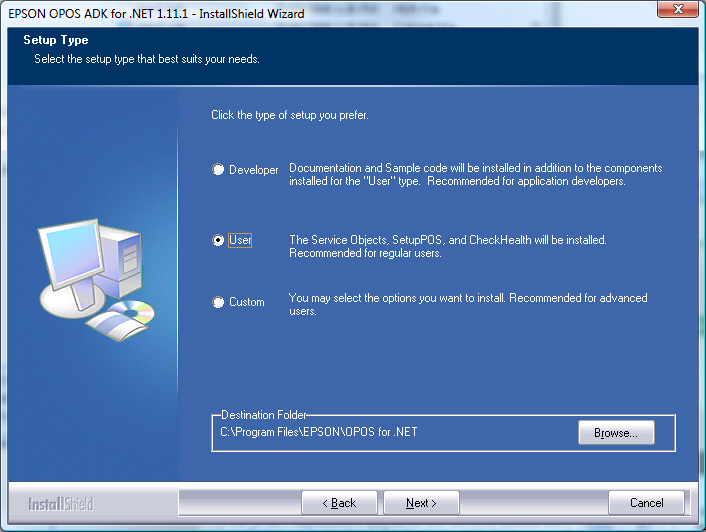 EPSON OPOS ADK for .NET 1.11.1 - InstallShield Wizard
Setup Type
Select the setup type that best suits your needs.
Click the type of setup you prefer.
Developer
Documentation and Sample code will be installed in addition to the components
installed for the "User" type. Recommended for application developers.
User
The Service Objects, SetupPOS, and CheckHealth will be installed.
Recommended for regular users.
Custom
You may select the options you want to install. Recommended for advanced
users.
Destination Folder
C:\Program Files\EPSON\OPOS for .NET
Browse...
InstallShield
< Back
Next >
Cancel